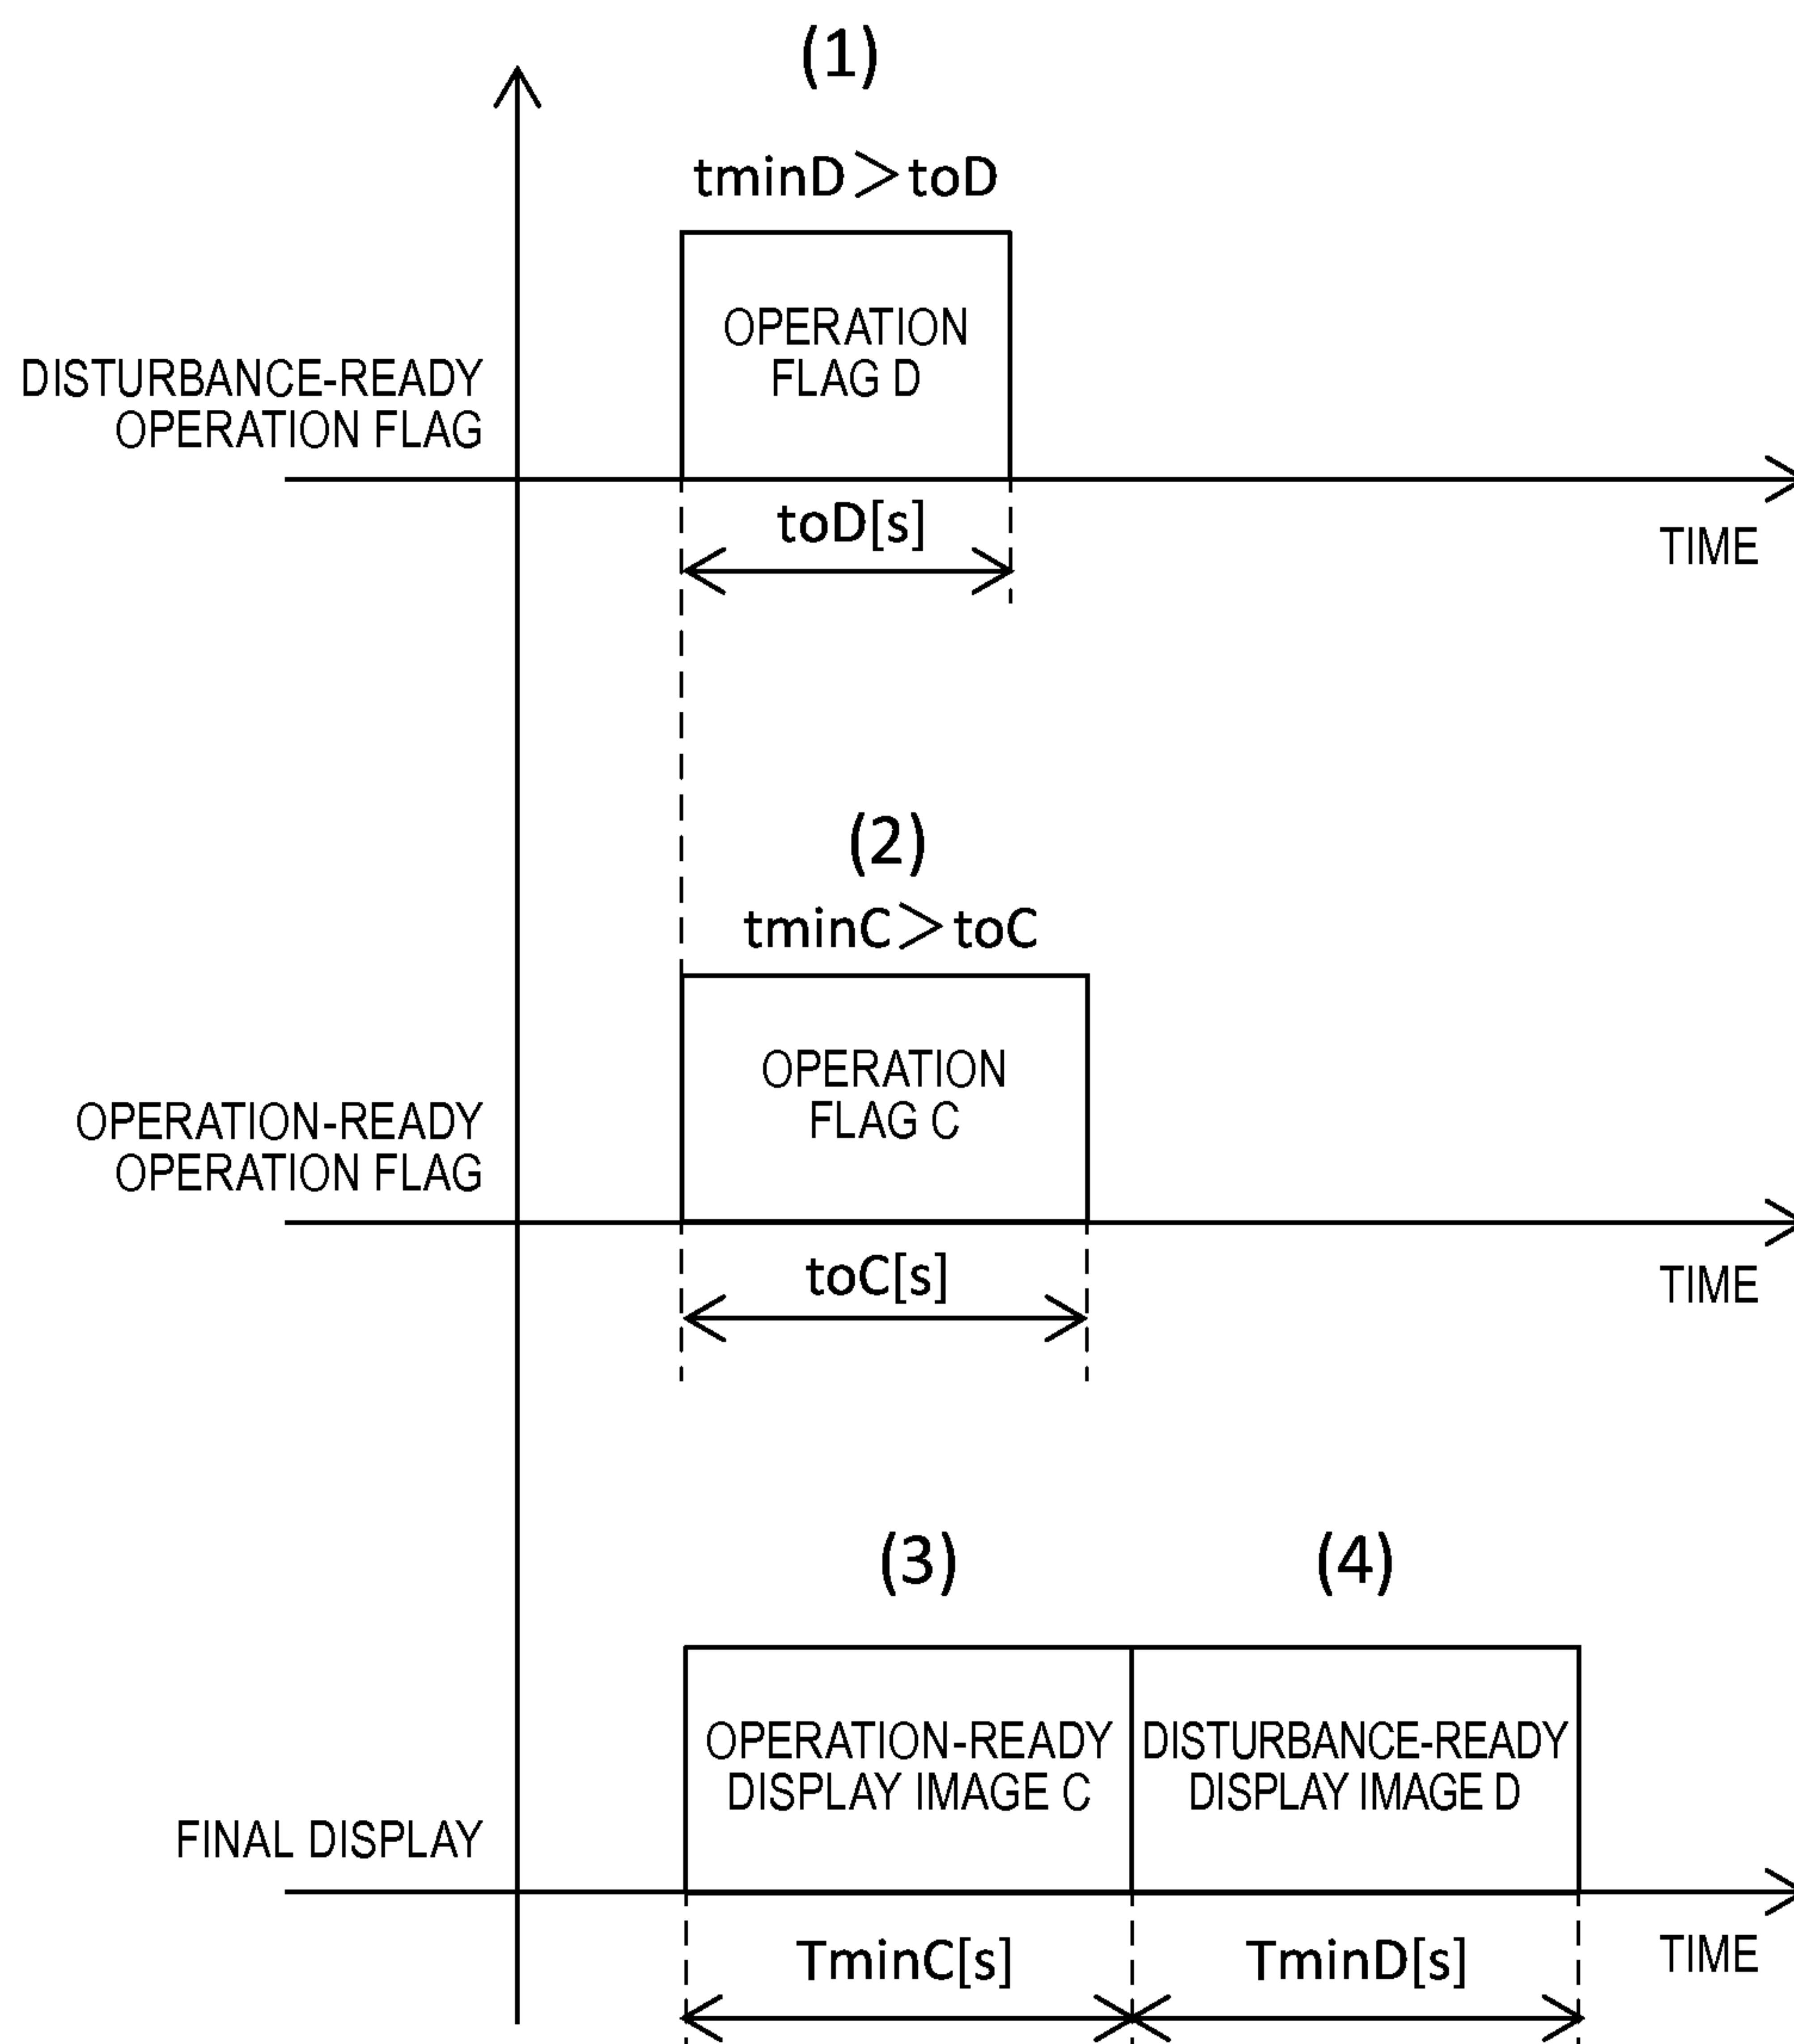 (1)
tminD＞toD
OPERATION
FLAG D
DISTURBANCE-READY
OPERATION FLAG
toD[s]
TIME
(2)
tminC＞toC
OPERATION
FLAG C
OPERATION-READY
OPERATION FLAG
toC[s]
TIME
(3)
(4)
OPERATION-READY
DISPLAY IMAGE C
DISTURBANCE-READY
DISPLAY IMAGE D
FINAL DISPLAY
TminC[s]
TminD[s]
TIME